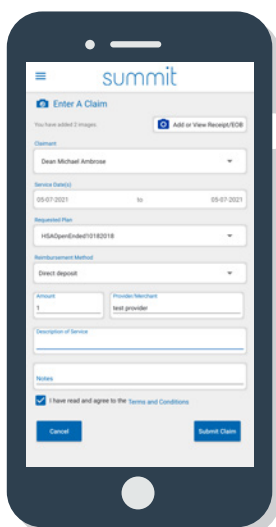 summit
Enter A Claim
You have added 2 images. Add or View Receipt/EOB
Claimant
Dean Michael Ambrose
Service Date(s)
05-07-2021 to 05-07-2021
Requested Plan
HSAOpenEnded10182018
Reimbursement Method
Direct deposit
Amount Provider/Merchant
1 test provider
Description of Service
Notes
I have read and agree to the Terms and Conditions
Cancel Submit Claim